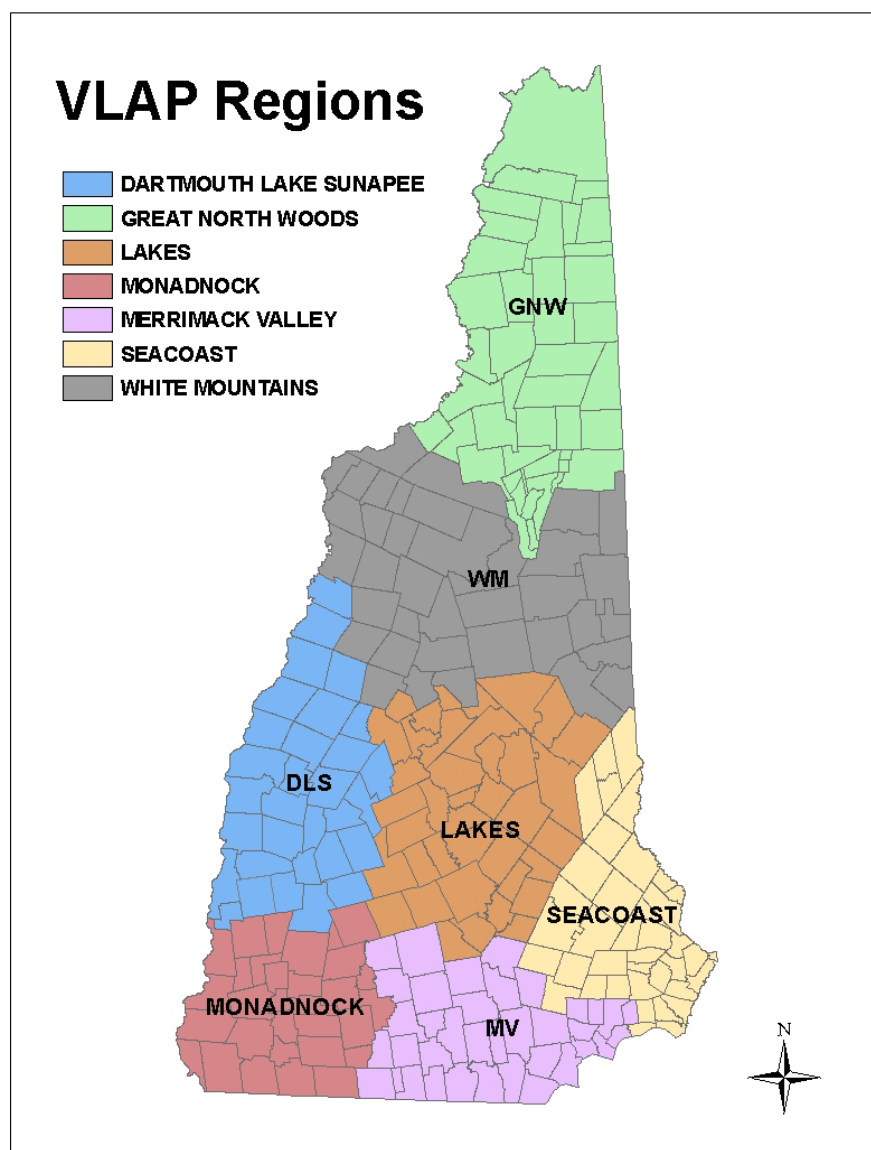 VLAP Regions
DARTMOUTH LAKE SUNAPEE
GREAT NORTH WOODS
LAKES
MONADNOCK
MERRIMACK VALLEY
SEACOAST
WHITE MOUNTAINS
GNW
WM
DLS
LAKES
SEACOAST
MONADNOCK
MV
N